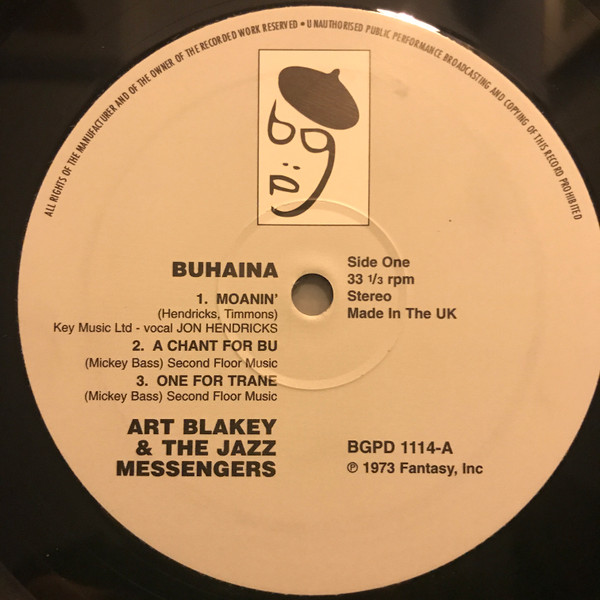 ALL RIGHTS OF THE MANUFACTURER AND OF THE OWNER OF THE RECORDED WORK RESERVED • UNAUTHORISED PUBLIC PERFORMANCE BROADCASTING AND COPYING OF THIS RECORD PROHIBITED
bgp
BUHAINA
1. MOANIN'
(Hendricks, Timmons)
Key Music Ltd - vocal JON HENDRICKS
2. A CHANT FOR BU
(Mickey Bass) Second Floor Music
3. ONE FOR TRANE
(Mickey Bass) Second Floor Music
ART BLAKEY
& THE JAZZ
MESSENGERS
Side One
33 1/3 rpm
Stereo
Made In The UK
BGPD 1114-A
℗ 1973 Fantasy, Inc